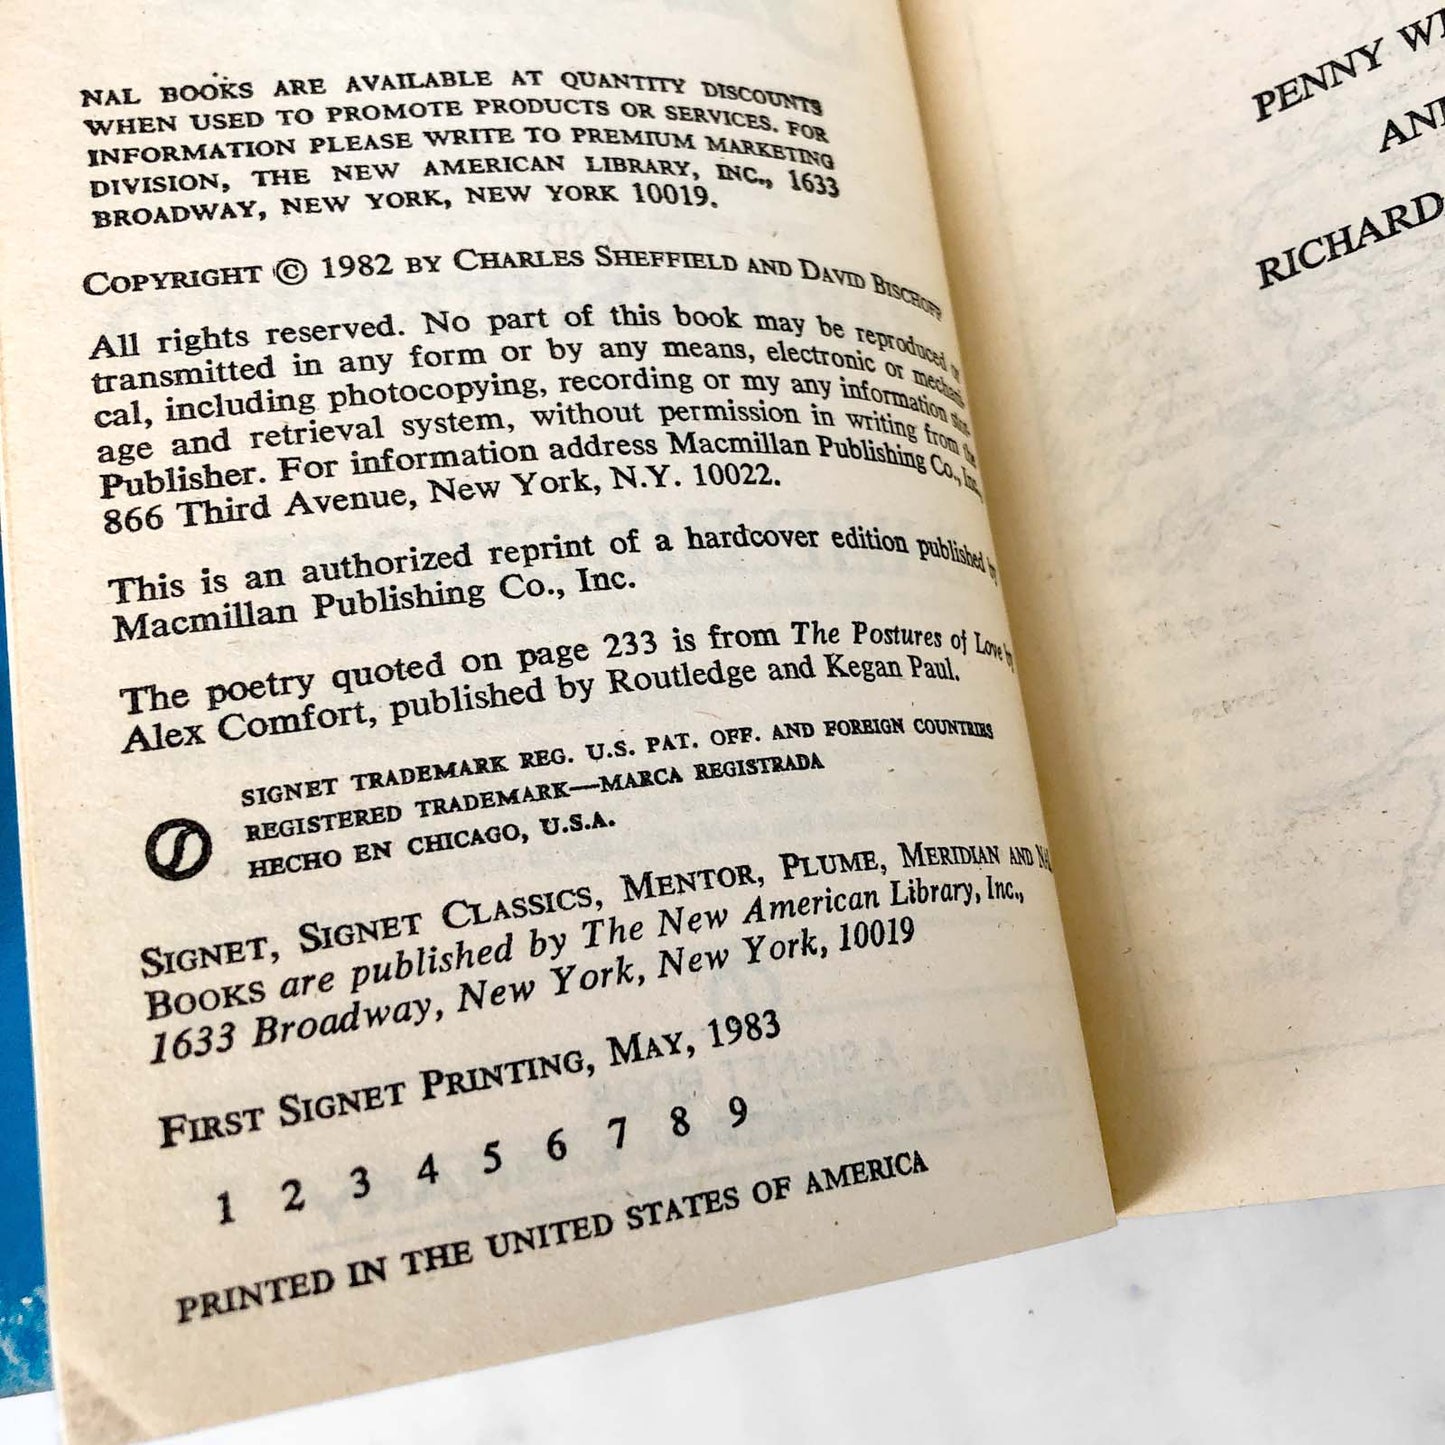 NAL BOOKS ARE AVAILABLE AT QUANTITY DISCOUNTS
WHEN USED TO PROMOTE PRODUCTS OR SERVICES. FOR
INFORMATION PLEASE WRITE TO PREMIUM MARKETING
DIVISION, THE NEW AMERICAN LIBRARY, INC., 1633
BROADWAY, NEW YORK, NEW YORK 10019.
COPYRIGHT © 1982 BY CHARLES SHEFFIELD AND DAVID BISCHOFF
All rights reserved. No part of this book may be reproduced or
transmitted in any form or by any means, electronic or mechani-
cal, including photocopying, recording or my any information stor-
age and retrieval system, without permission in writing from the
Publisher. For information address Macmillan Publishing Co., Inc.,
866 Third Avenue, New York, N.Y. 10022.
This is an authorized reprint of a hardcover edition published by
Macmillan Publishing Co., Inc.
The poetry quoted on page 233 is from The Postures of Love by
Alex Comfort, published by Routledge and Kegan Paul.
SIGNET TRADEMARK REG. U.S. PAT. OFF. AND FOREIGN COUNTRIES
REGISTERED TRADEMARK—MARCA REGISTRADA
HECHO EN CHICAGO, U.S.A.
SIGNET, SIGNET CLASSICS, MENTOR, PLUME, MERIDIAN AND NAL
BOOKS are published by The New American Library, Inc.,
1633 Broadway, New York, New York, 10019
FIRST SIGNET PRINTING, MAY, 1983
1 2 3 4 5 6 7 8 9
PRINTED IN THE UNITED STATES OF AMERICA
PENNY
RICHARD